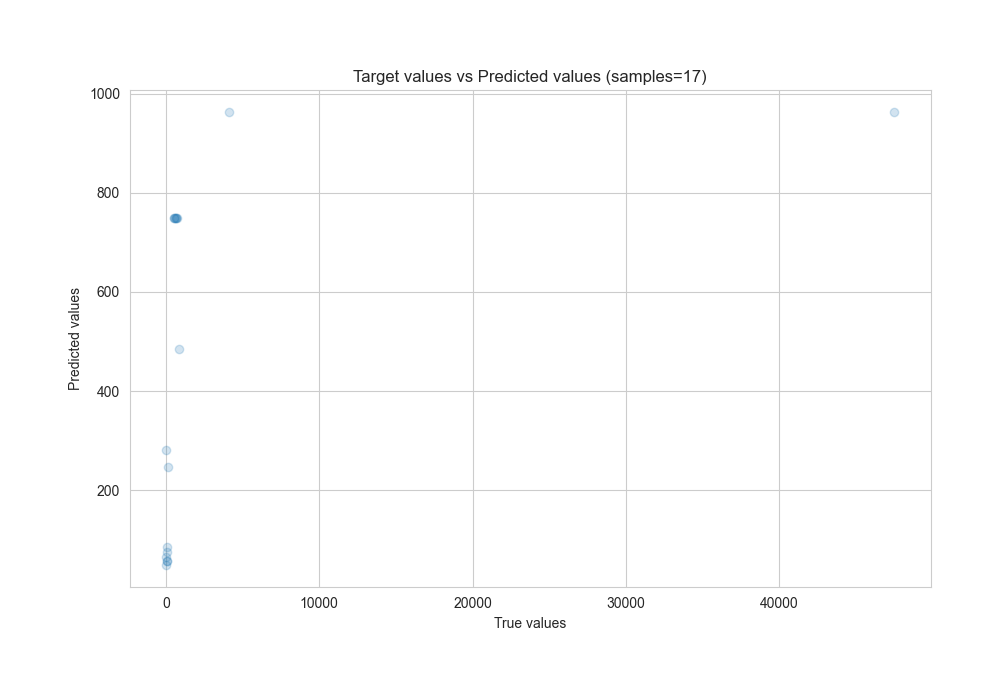 Target values vs Predicted values (samples=17)
1000
800
600
400
200
Predicted values
0 10000 20000 30000 40000
True values